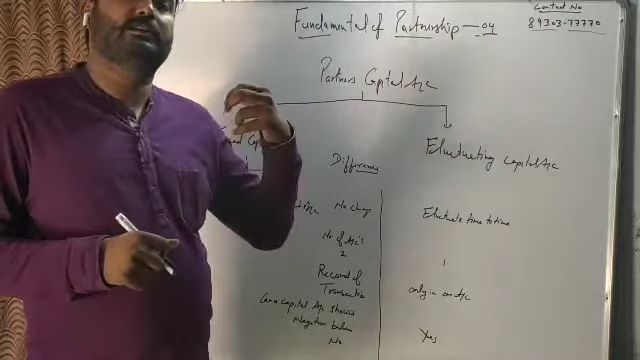 Contact No
Fundamental of Partnership - 04
89303-77770
Partners Capital A/c
Fluctuating Capital A/c
Difference
No change
Fluctuate time to time
No of A/c's
2
1
Record of
Transaction
only in one A/c
Can a capital A/c shows
Negative balance
No
Yes